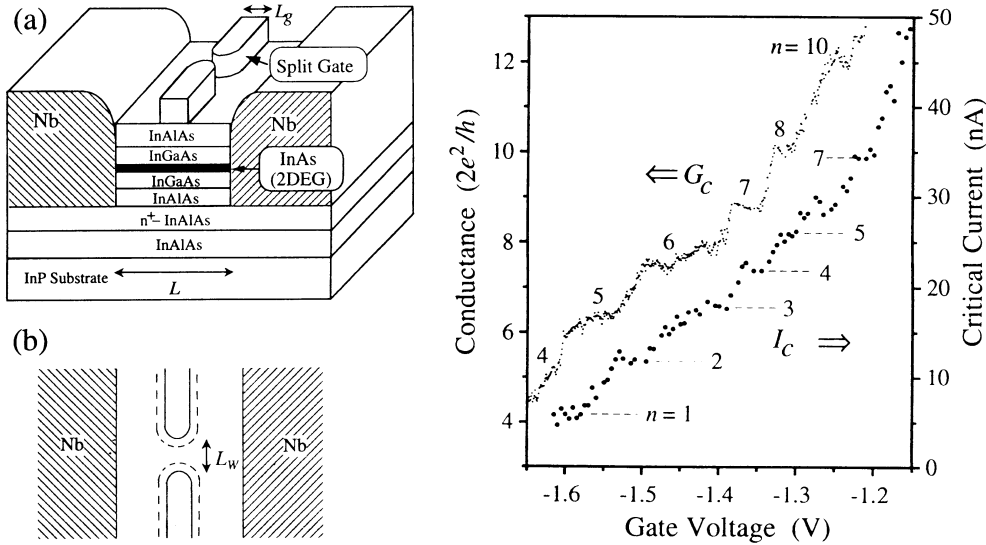 (a)
L_g
Split Gate
Nb
Nb
InAlAs
InGaAs
InAs
(2DEG)
InGaAs
InAlAs
n⁺– InAlAs
InAlAs
InP Substrate
L
(b)
Nb
Nb
L_W
Conductance (2e²/h)
12
10
8
6
4
Critical Current (nA)
50
40
30
20
10
0
n = 10
8
7
⇐ G_C
7
6
5
5
5
4
4
3
I_C ⇒
2
n = 1
-1.6
-1.5
-1.4
-1.3
-1.2
Gate Voltage (V)